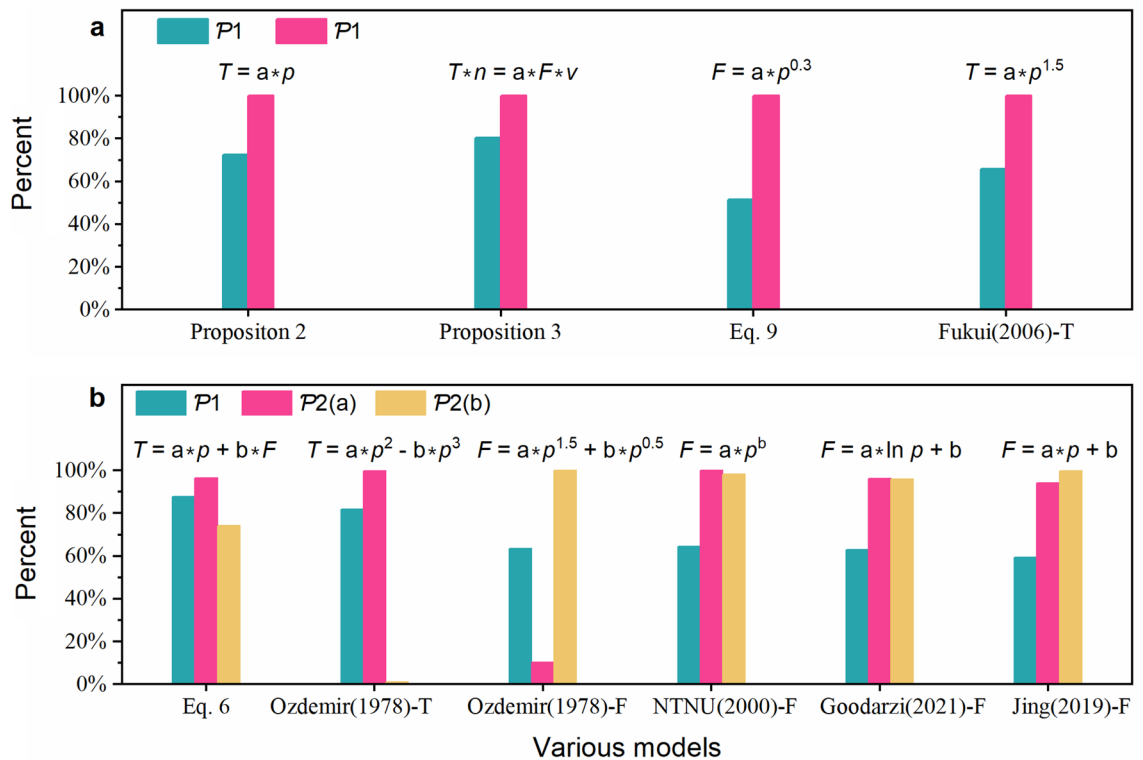 a
𝒫1 𝒫1
T = a*p T*n = a*F*v F = a*p^0.3 T = a*p^1.5
100%
80%
60%
40%
20%
0%
Percent
Propositon 2 Proposition 3 Eq. 9 Fukui(2006)-T
b
𝒫1 𝒫2(a) 𝒫2(b)
T = a*p + b*F T = a*p^2 - b*p^3 F = a*p^1.5 + b*p^0.5 F = a*p^b F = a*ln p + b F = a*p + b
100%
80%
60%
40%
20%
0%
Percent
Eq. 6 Ozdemir(1978)-T Ozdemir(1978)-F NTNU(2000)-F Goodarzi(2021)-F Jing(2019)-F
Various models